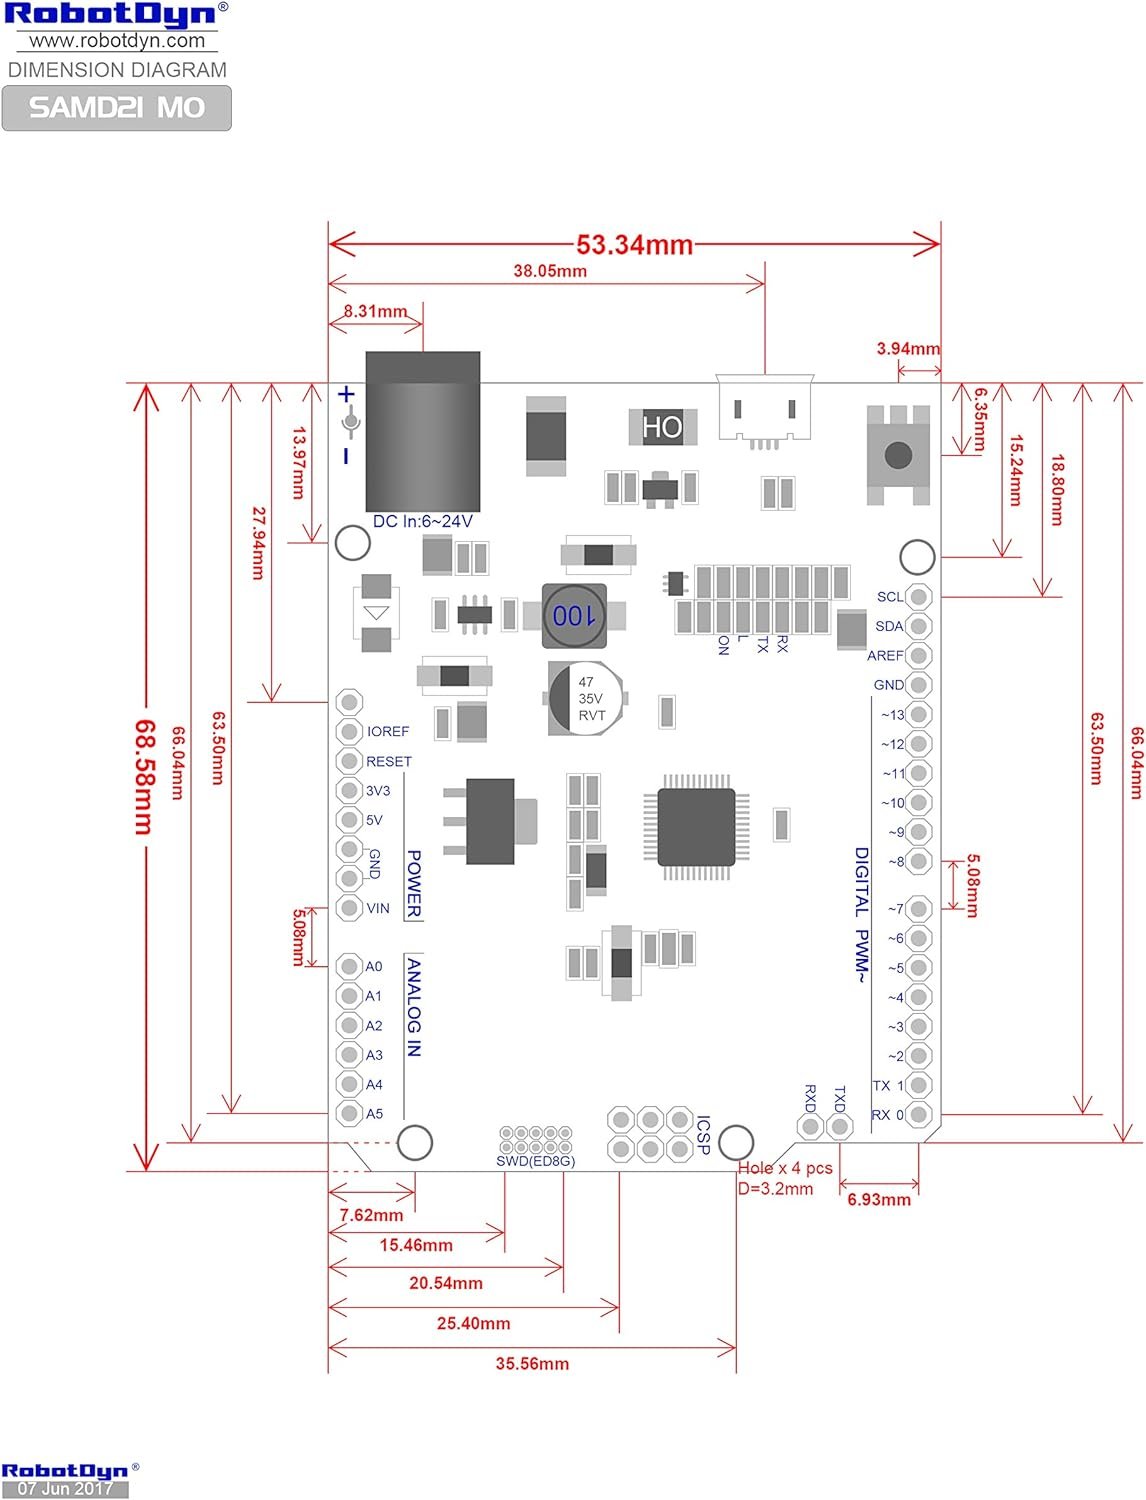 RobotDyn®
www.robotdyn.com
DIMENSION DIAGRAM
SAMD21 M0
53.34mm
38.05mm
8.31mm
3.94mm
13.97mm
27.94mm
68.58mm
66.04mm
63.50mm
6.35mm
15.24mm
18.80mm
63.50mm
66.04mm
+
-
DC In:6~24V
HO
100
47
35V
RVT
ON
L
TX
RX
SCL
SDA
AREF
GND
~13
~12
~11
~10
~9
~8
~7
~6
~5
~4
~3
~2
TX 1
RX 0
DIGITAL PWM~
5.08mm
IOREF
RESET
3V3
5V
GND
VIN
POWER
5.08mm
A0
A1
A2
A3
A4
A5
ANALOG IN
RXD
TXD
ICSP
SWD(ED8G)
Hole x 4 pcs
D=3.2mm
6.93mm
7.62mm
15.46mm
20.54mm
25.40mm
35.56mm
RobotDyn®
07 Jun 2017